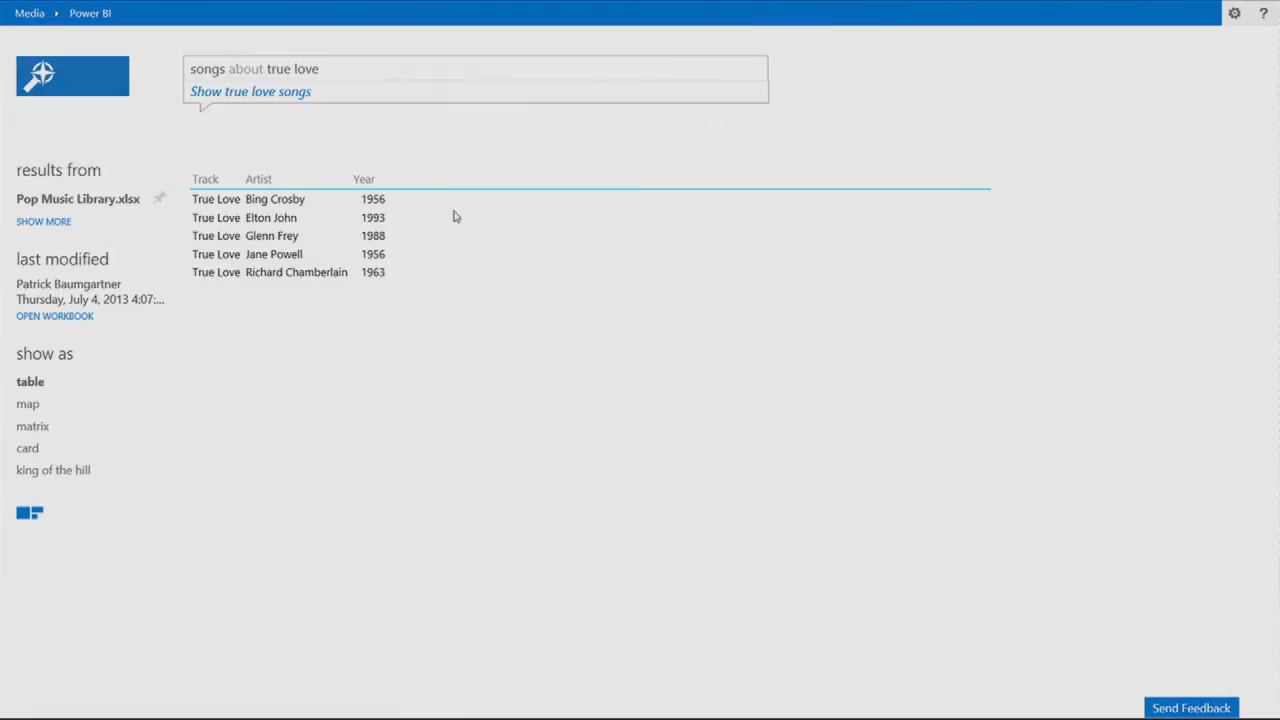 Media ▸ Power BI
?
songs about true love
Show true love songs
results from
Pop Music Library.xlsx
SHOW MORE
last modified
Patrick Baumgartner
Thursday, July 4, 2013 4:07:...
OPEN WORKBOOK
show as
table
map
matrix
card
king of the hill
Track Artist Year
True Love Bing Crosby 1956
True Love Elton John 1993
True Love Glenn Frey 1988
True Love Jane Powell 1956
True Love Richard Chamberlain 1963
Send Feedback